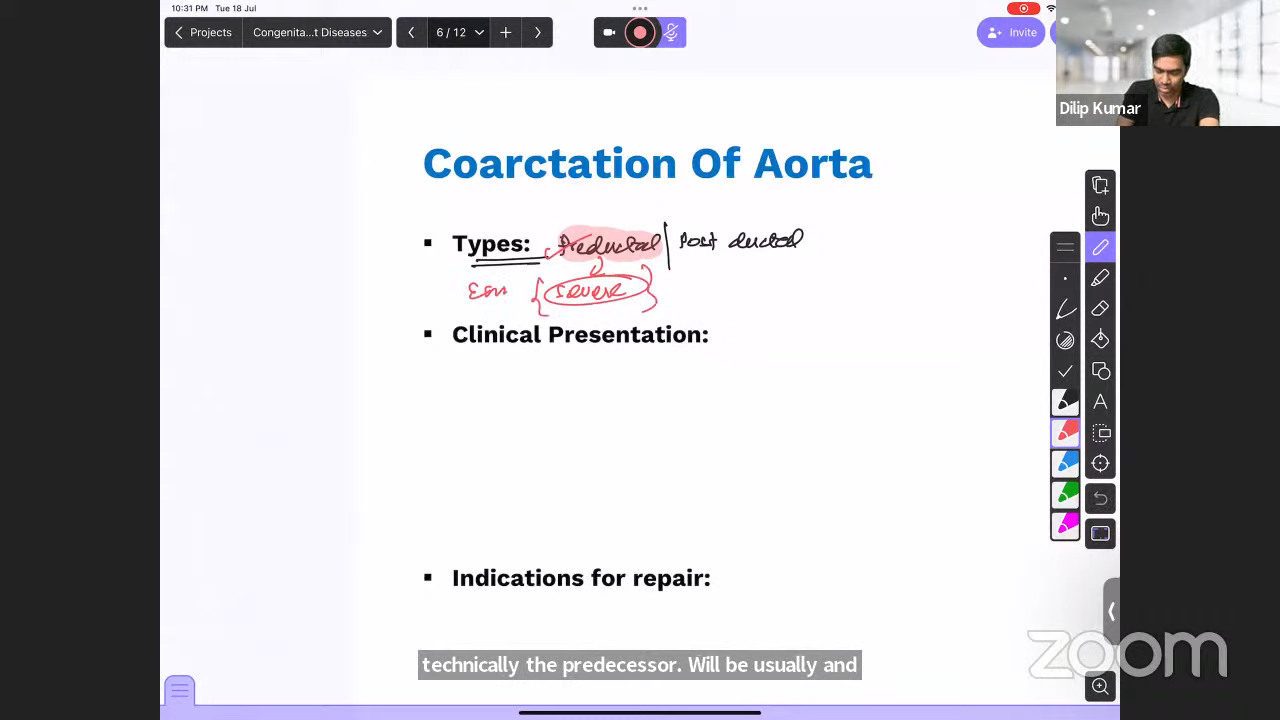 10:31 PM Tue 18 Jul
Projects Congenita...t Diseases 6 / 12 Invite
Dilip Kumar
Coarctation Of Aorta
▪ Types: Preductal | Post ductal
severe
▪ Clinical Presentation:
▪ Indications for repair:
technically the predecessor. Will be usually and
zoom